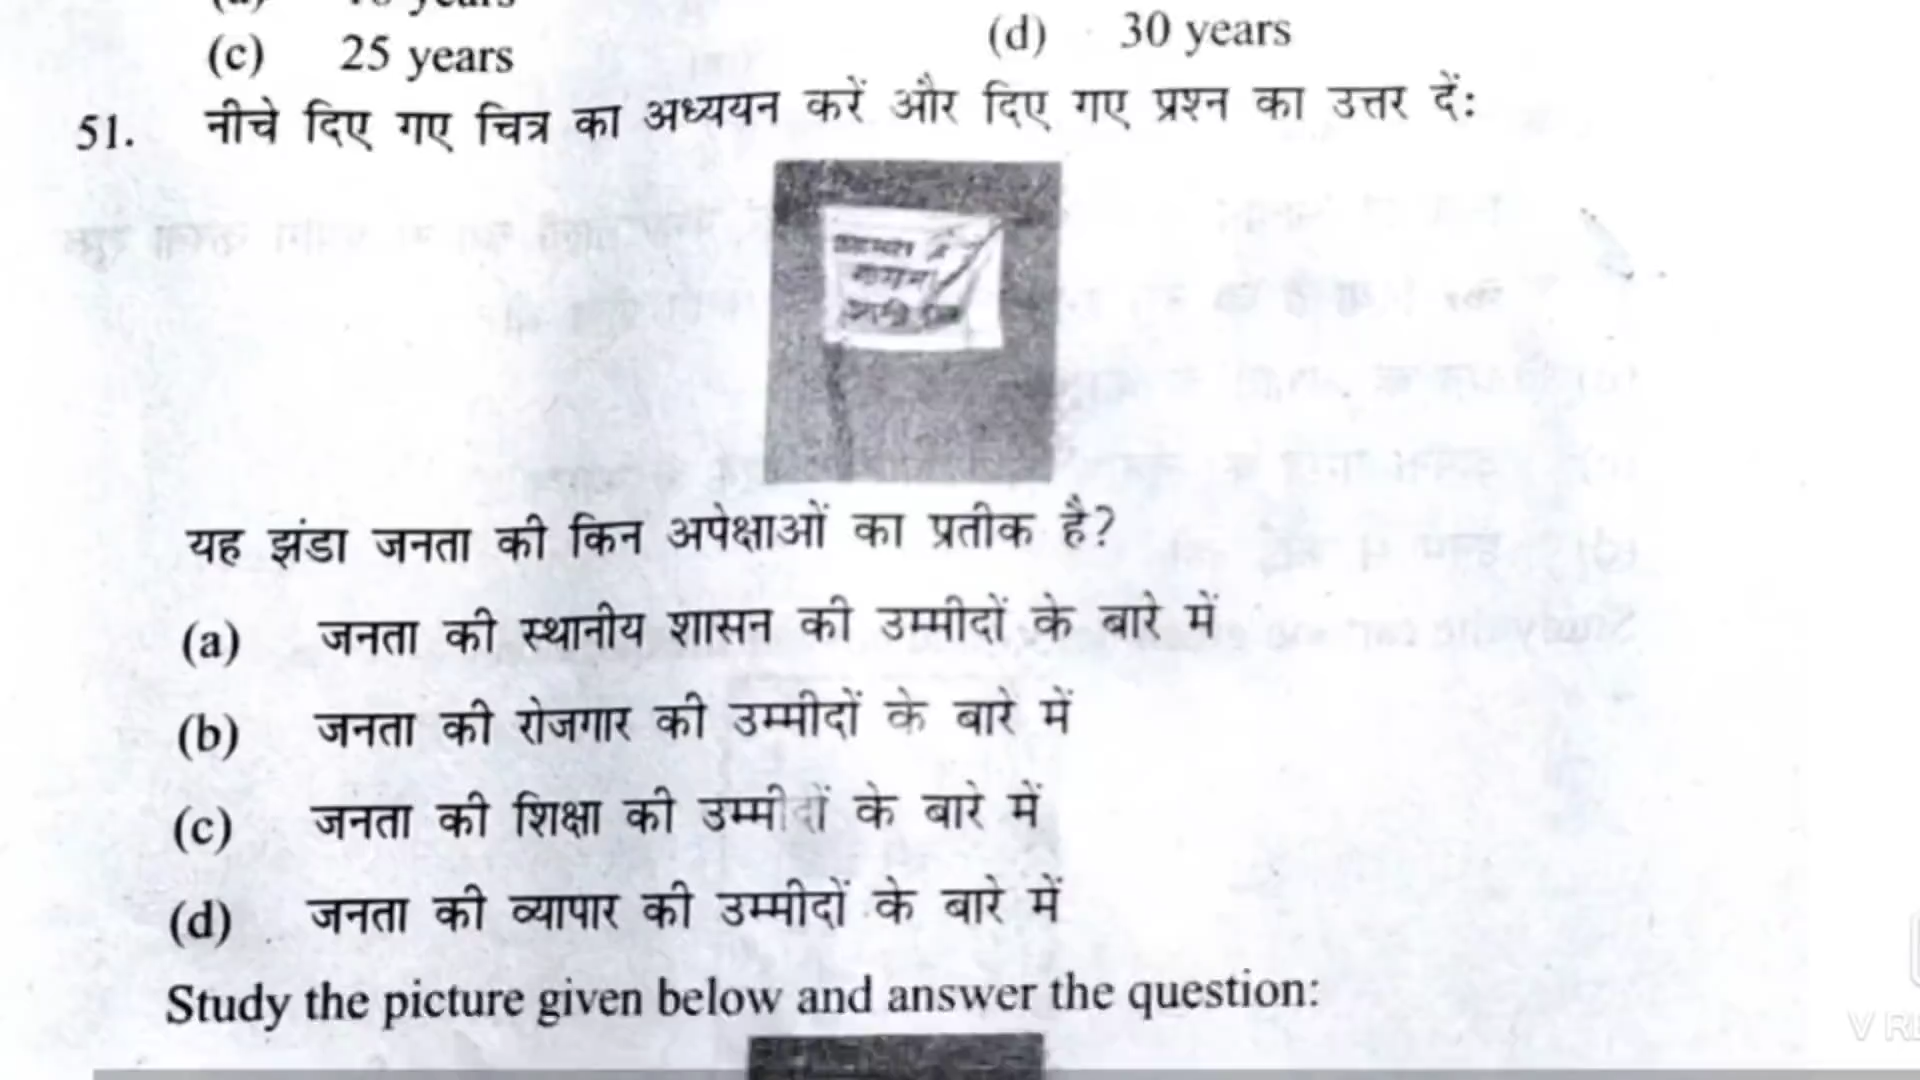 (c) 25 years (d) 30 years
51. नीचे दिए गए चित्र का अध्ययन करें और दिए गए प्रश्न का उत्तर दें:
यह झंडा जनता की किन अपेक्षाओं का प्रतीक है?
(a) जनता की स्थानीय शासन की उम्मीदों के बारे में
(b) जनता की रोजगार की उम्मीदों के बारे में
(c) जनता की शिक्षा की उम्मीदों के बारे में
(d) जनता की व्यापार की उम्मीदों के बारे में
Study the picture given below and answer the question: